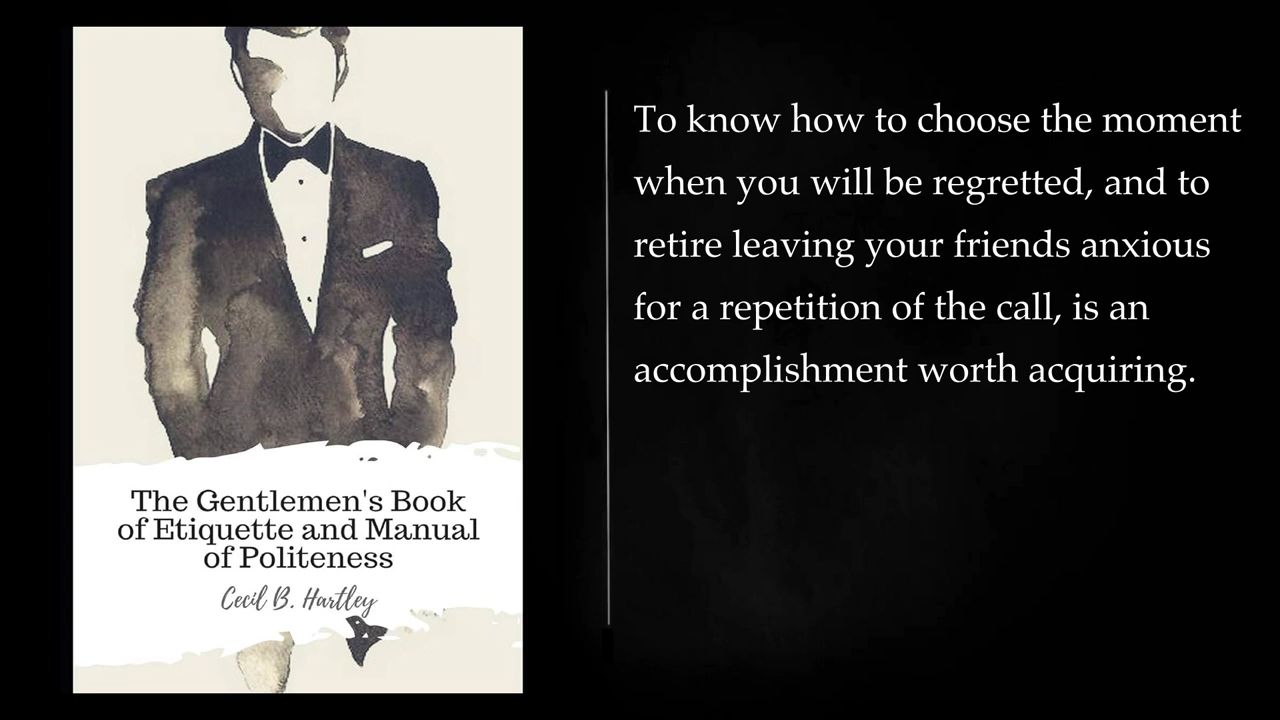 The Gentlemen's Book
of Etiquette and Manual
of Politeness
Cecil B. Hartley
To know how to choose the moment
when you will be regretted, and to
retire leaving your friends anxious
for a repetition of the call, is an
accomplishment worth acquiring.